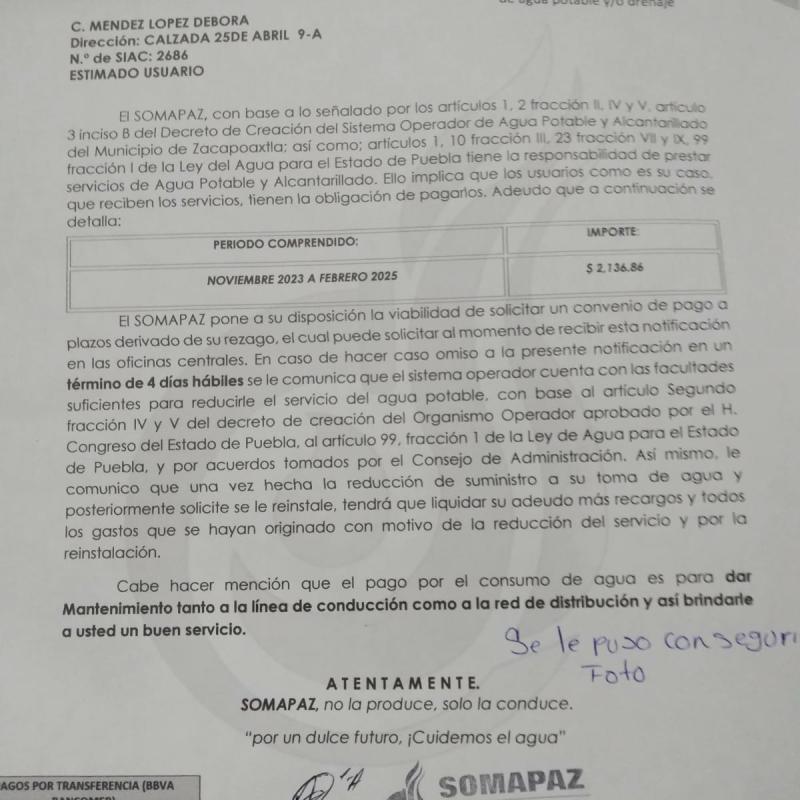 de agua potable y/o drenaje
C. MENDEZ LOPEZ DEBORA
Dirección: CALZADA 25DE ABRIL 9-A
N.º de SIAC: 2686
ESTIMADO USUARIO
El SOMAPAZ, con base a lo señalado por los artículos 1, 2 fracción II, IV y V, artículo
3 inciso B del Decreto de Creación del Sistema Operador de Agua Potable y Alcantarillado
del Municipio de Zacapoaxtla; así como; artículos 1, 10 fracción III, 23 fracción VII y IX, 99
fracción I de la Ley del Agua para el Estado de Puebla tiene la responsabilidad de prestar
servicios de Agua Potable y Alcantarillado. Ello implica que los usuarios como es su caso,
que reciben los servicios, tienen la obligación de pagarlos. Adeudo que a continuación se
detalla:
PERIODO COMPRENDIDO: IMPORTE:
NOVIEMBRE 2023 A FEBRERO 2025 $ 2,136.86
El SOMAPAZ pone a su disposición la viabilidad de solicitar un convenio de pago a
plazos derivado de su rezago, el cual puede solicitar al momento de recibir esta notificación
en las oficinas centrales. En caso de hacer caso omiso a la presente notificación en un
término de 4 días hábiles se le comunica que el sistema operador cuenta con las facultades
suficientes para reducirle el servicio del agua potable, con base al artículo Segundo
fracción IV y V del decreto de creación del Organismo Operador aprobado por el H.
Congreso del Estado de Puebla, al artículo 99, fracción 1 de la Ley de Agua para el Estado
de Puebla, y por acuerdos tomados por el Consejo de Administración. Así mismo, le
comunico que una vez hecha la reducción de suministro a su toma de agua y
posteriormente solicite se le reinstale, tendrá que liquidar su adeudo más recargos y todos
los gastos que se hayan originado con motivo de la reducción del servicio y por la
reinstalación.
Cabe hacer mención que el pago por el consumo de agua es para dar
Mantenimiento tanto a la línea de conducción como a la red de distribución y así brindarle
a usted un buen servicio.
Se le puso con seguri
Foto
ATENTAMENTE.
SOMAPAZ, no la produce, solo la conduce.
"por un dulce futuro, ¡Cuidemos el agua"
AGOS POR TRANSFERENCIA (BBVA
SOMAPAZ